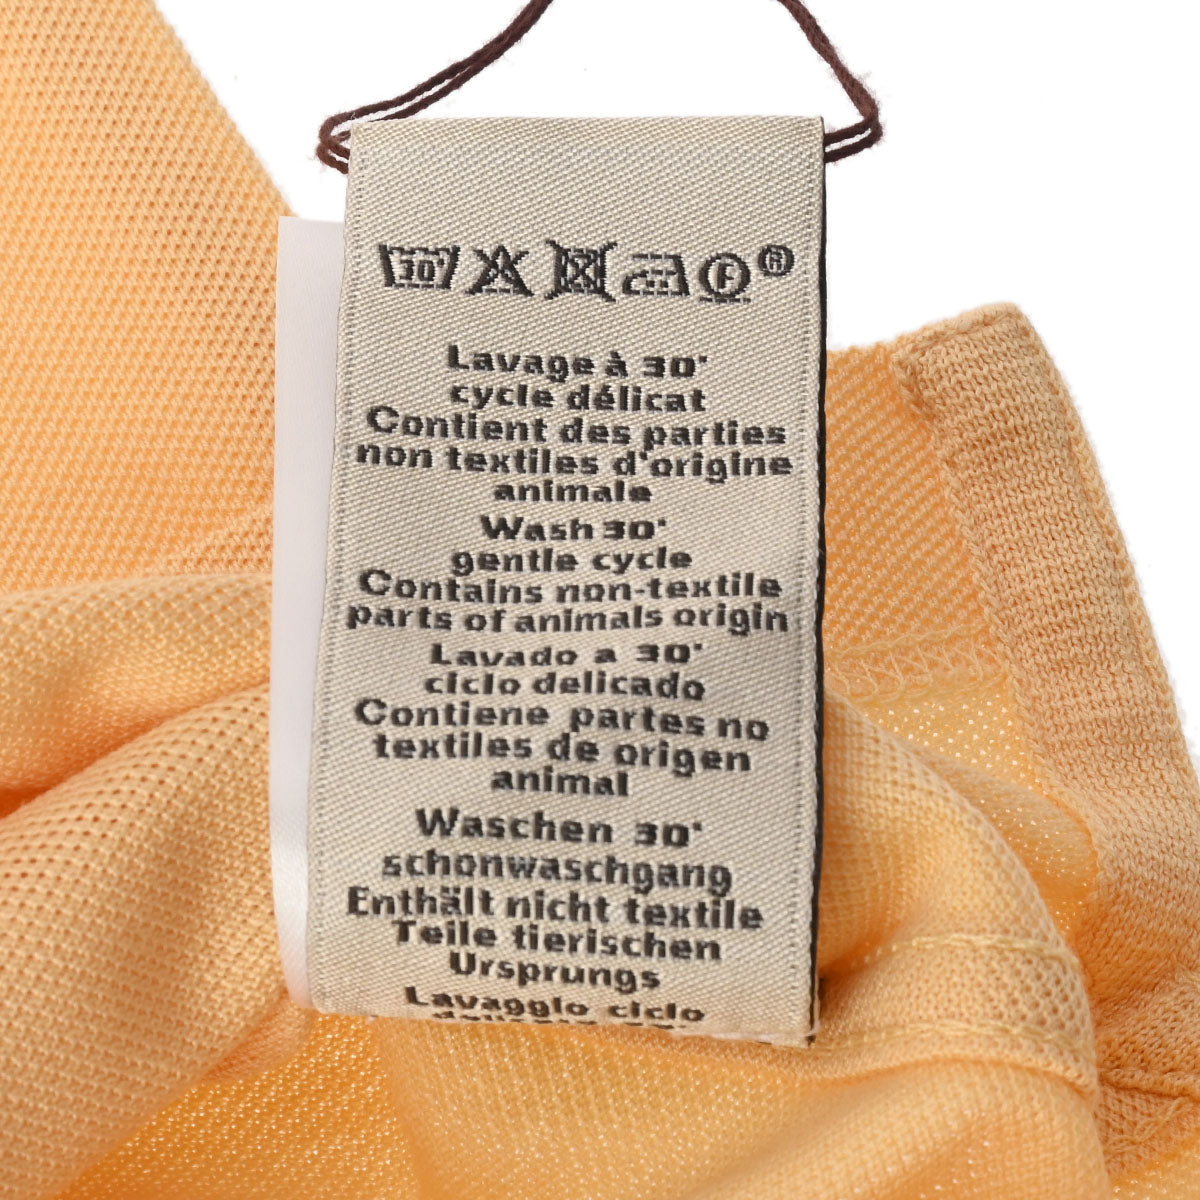 30° F ®
Lavage à 30°
cycle délicat
Contient des parties
non textiles d'origine
animale
Wash 30°
gentle cycle
Contains non-textile
parts of animals origin
Lavado a 30°
ciclo delicado
Contiene partes no
textiles de origen
animal
Waschen 30°
schonwaschgang
Enthält nicht textile
Teile tierischen
Ursprungs
Lavaggio ciclo